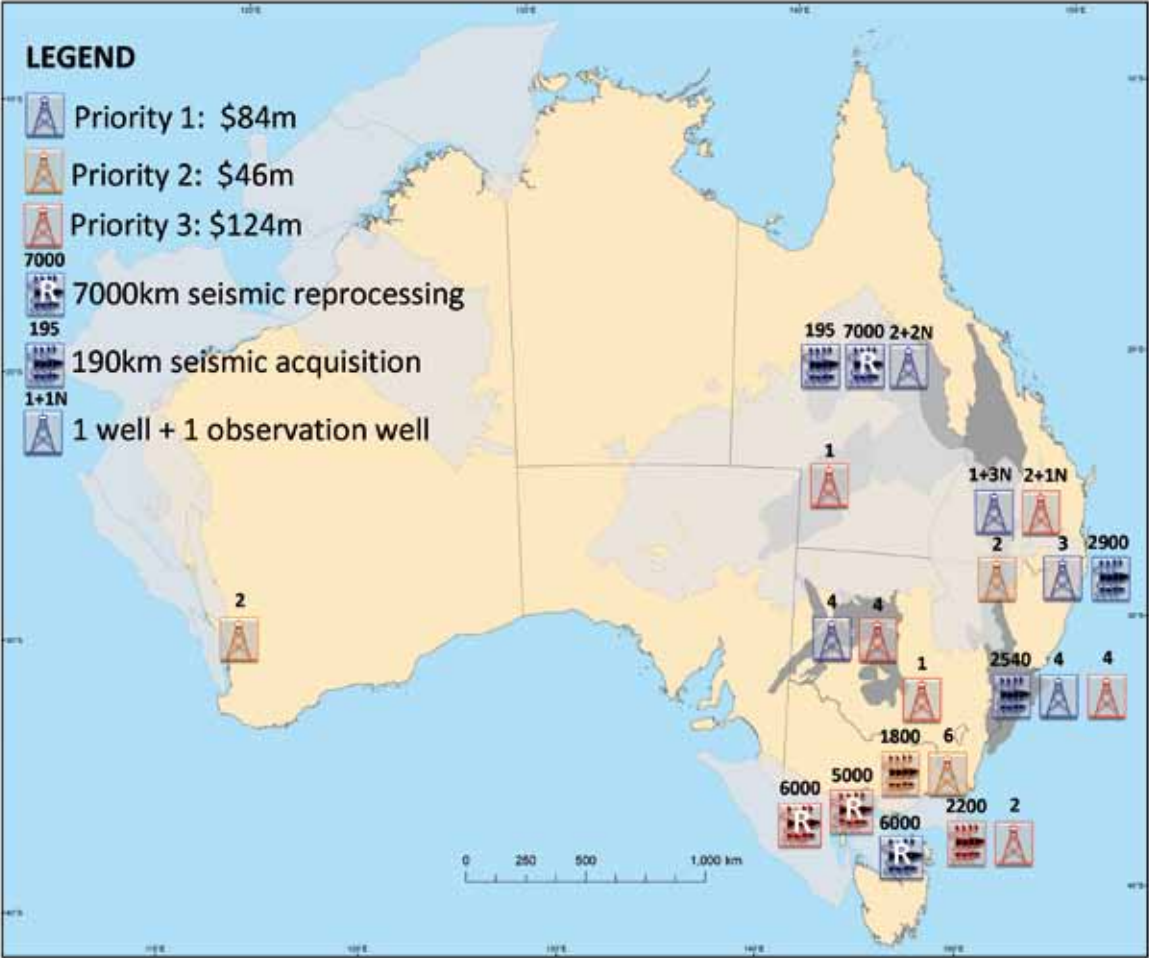 LEGEND
Priority 1: $84m
Priority 2: $46m
Priority 3: $124m
7000
R 7000km seismic reprocessing
195
190km seismic acquisition
1+1N
1 well + 1 observation well
195 7000 2+2N
R
1
1+3N 2+1N
2 3 2900
2
4 4
1
2540 4 4
1800 6
6000 5000
R R
6000
R
2200 2
0 250 500 1,000 km